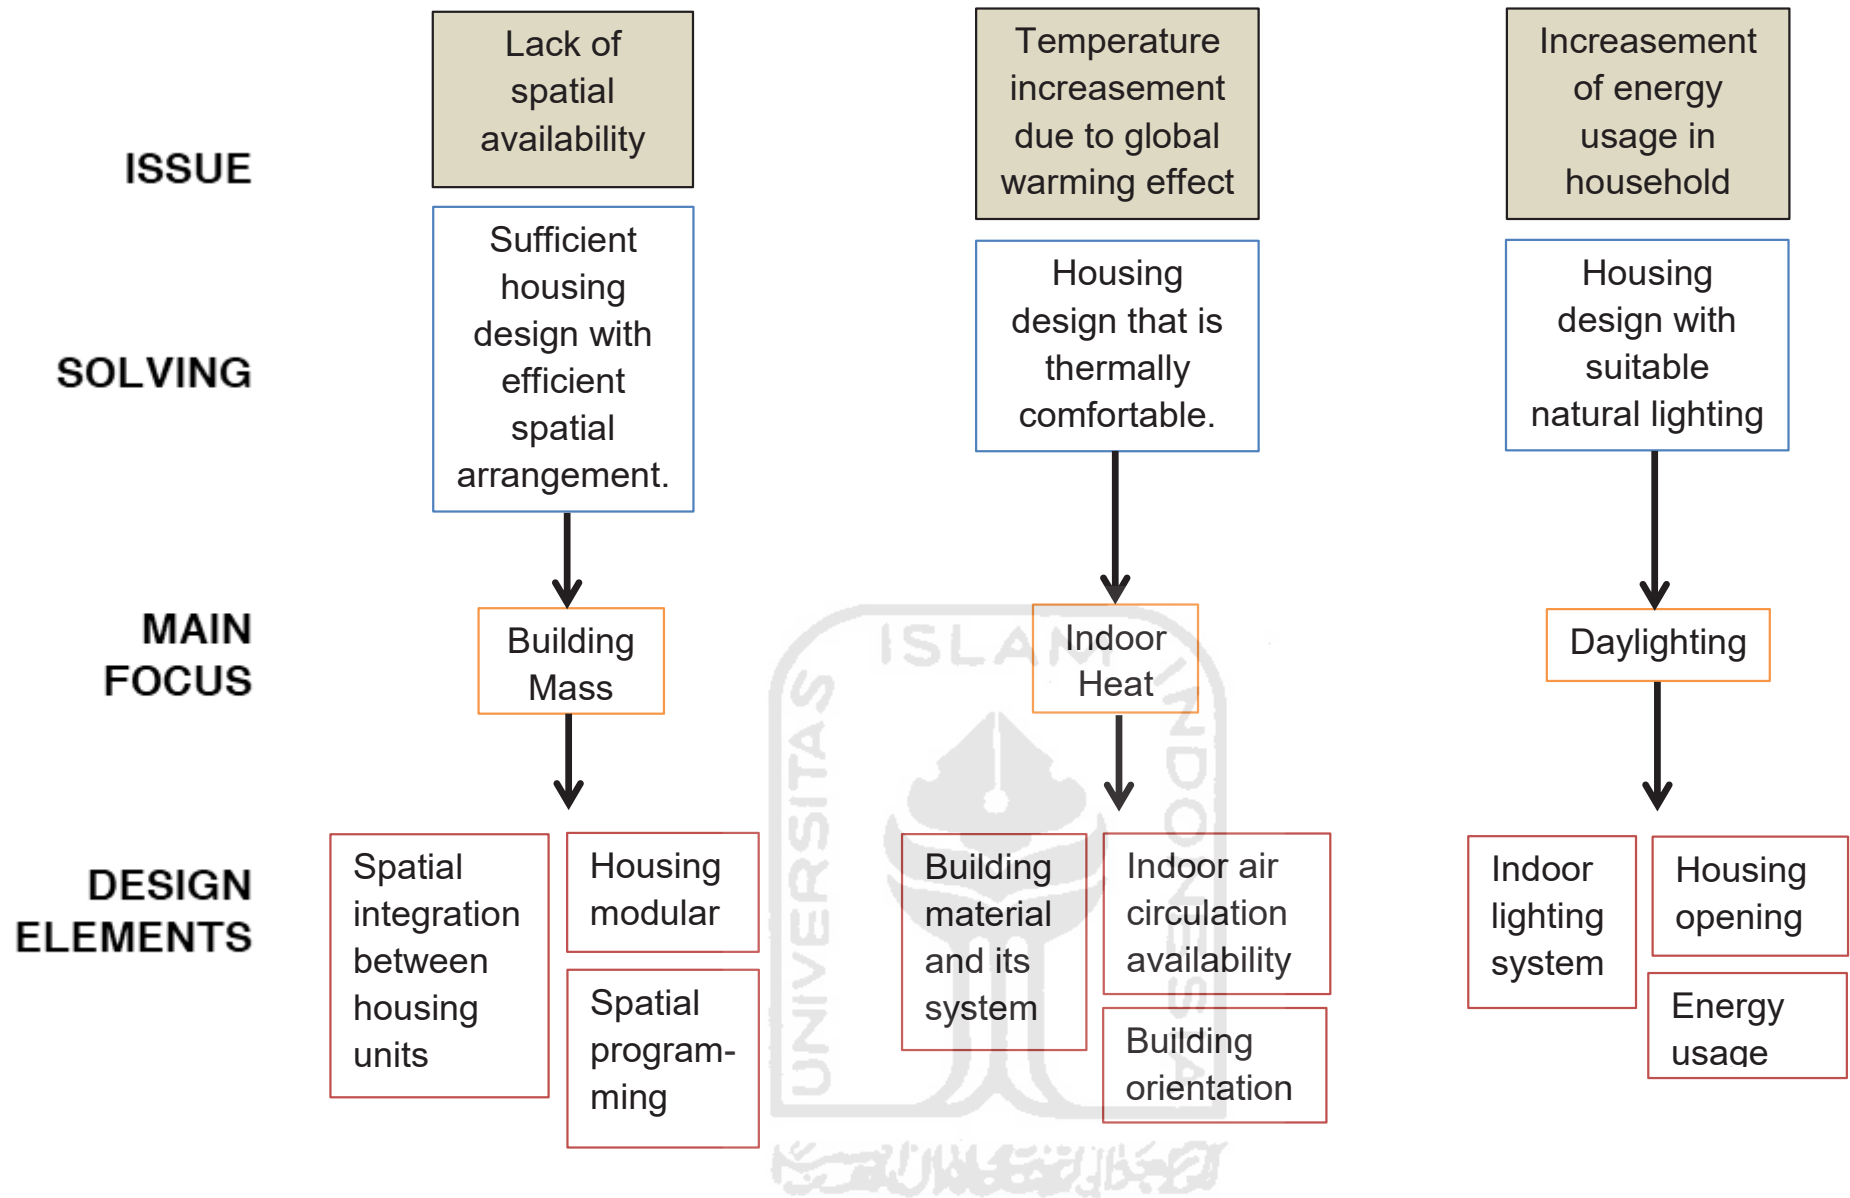 ISSUE
Lack of
spatial
availability
Temperature
increasement
due to global
warming effect
Increasement
of energy
usage in
household
SOLVING
Sufficient
housing
design with
efficient
spatial
arrangement.
Housing
design that is
thermally
comfortable.
Housing
design with
suitable
natural lighting
MAIN
FOCUS
Building
Mass
Indoor
Heat
Daylighting
DESIGN
ELEMENTS
Spatial
integration
between
housing
units
Housing
modular
Spatial
program-
ming
Building
material
and its
system
Indoor air
circulation
availability
Building
orientation
Indoor
lighting
system
Housing
opening
Energy
usage
UNIVERSITAS
ISLAM
INDONESIA